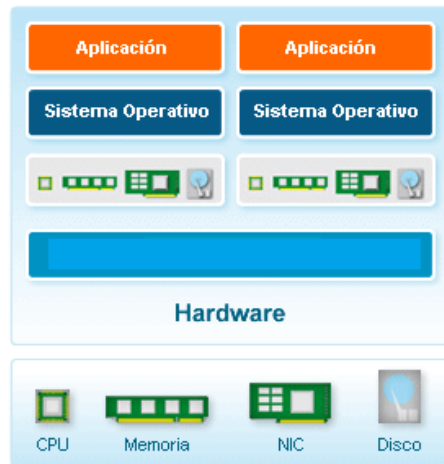 Aplicación Aplicación
Sistema Operativo Sistema Operativo
Hardware
CPU Memoria NIC Disco